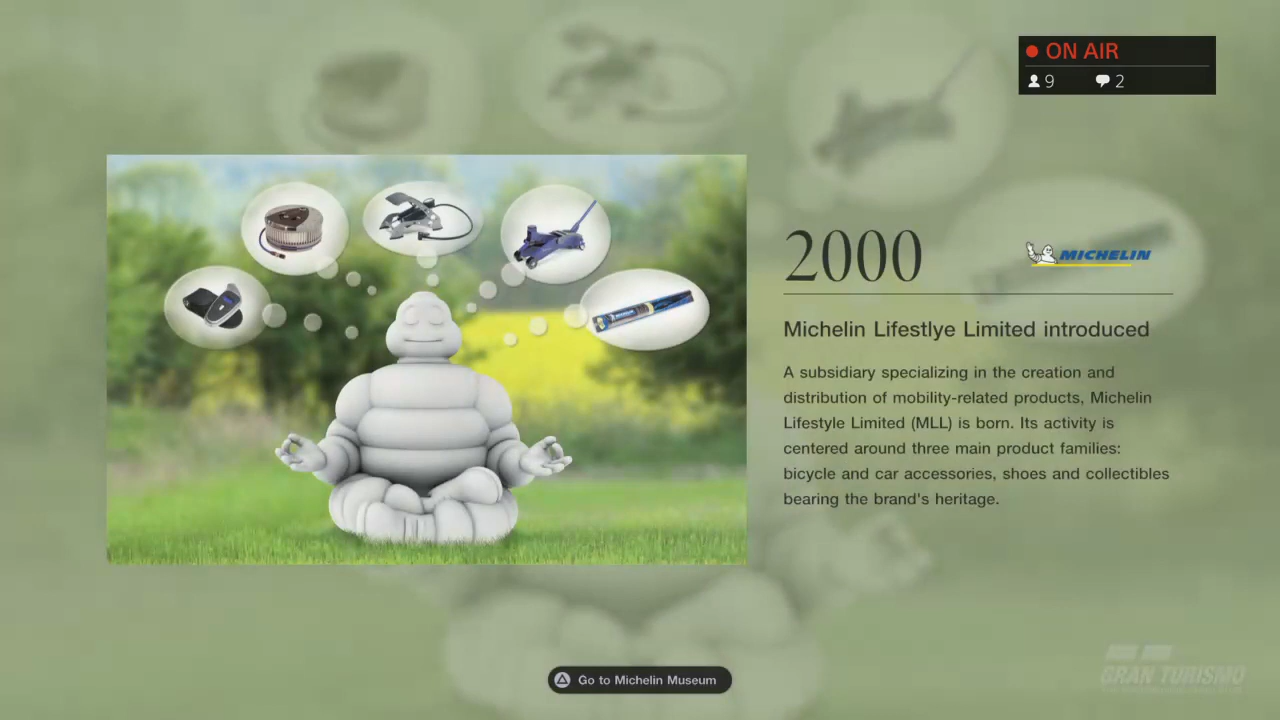 ON AIR
9 2
2000
MICHELIN
Michelin Lifestlye Limited introduced
A subsidiary specializing in the creation and
distribution of mobility-related products, Michelin
Lifestyle Limited (MLL) is born. Its activity is
centered around three main product families:
bicycle and car accessories, shoes and collectibles
bearing the brand's heritage.
Go to Michelin Museum
GRAN TURISMO